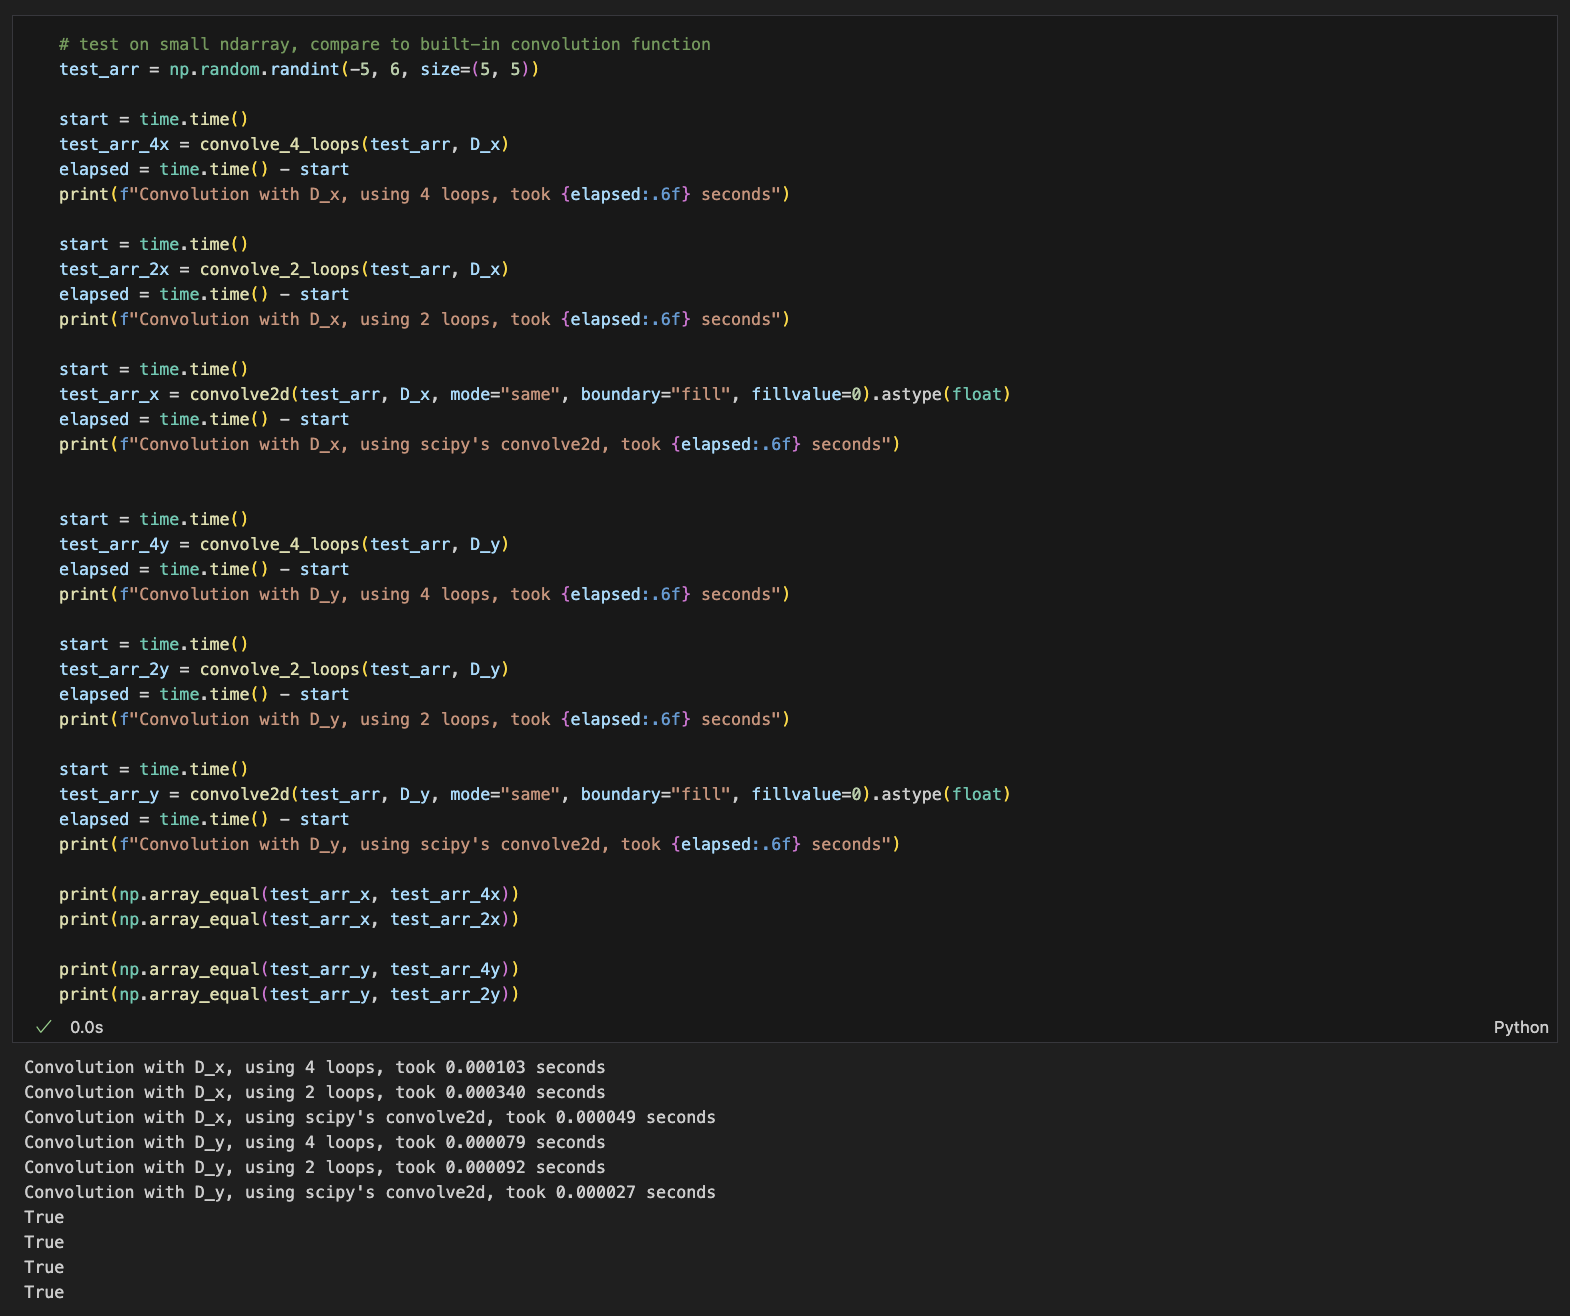 # test on small ndarray, compare to built-in convolution function
test_arr = np.random.randint(-5, 6, size=(5, 5))
start = time.time()
test_arr_4x = convolve_4_loops(test_arr, D_x)
elapsed = time.time() - start
print(f"Convolution with D_x, using 4 loops, took {elapsed:.6f} seconds")
start = time.time()
test_arr_2x = convolve_2_loops(test_arr, D_x)
elapsed = time.time() - start
print(f"Convolution with D_x, using 2 loops, took {elapsed:.6f} seconds")
start = time.time()
test_arr_x = convolve2d(test_arr, D_x, mode="same", boundary="fill", fillvalue=0).astype(float)
elapsed = time.time() - start
print(f"Convolution with D_x, using scipy's convolve2d, took {elapsed:.6f} seconds")
start = time.time()
test_arr_4y = convolve_4_loops(test_arr, D_y)
elapsed = time.time() - start
print(f"Convolution with D_y, using 4 loops, took {elapsed:.6f} seconds")
start = time.time()
test_arr_2y = convolve_2_loops(test_arr, D_y)
elapsed = time.time() - start
print(f"Convolution with D_y, using 2 loops, took {elapsed:.6f} seconds")
start = time.time()
test_arr_y = convolve2d(test_arr, D_y, mode="same", boundary="fill", fillvalue=0).astype(float)
elapsed = time.time() - start
print(f"Convolution with D_y, using scipy's convolve2d, took {elapsed:.6f} seconds")
print(np.array_equal(test_arr_x, test_arr_4x))
print(np.array_equal(test_arr_x, test_arr_2x))
print(np.array_equal(test_arr_y, test_arr_4y))
print(np.array_equal(test_arr_y, test_arr_2y))
✓ 0.0s Python
Convolution with D_x, using 4 loops, took 0.000103 seconds
Convolution with D_x, using 2 loops, took 0.000340 seconds
Convolution with D_x, using scipy's convolve2d, took 0.000049 seconds
Convolution with D_y, using 4 loops, took 0.000079 seconds
Convolution with D_y, using 2 loops, took 0.000092 seconds
Convolution with D_y, using scipy's convolve2d, took 0.000027 seconds
True
True
True
True